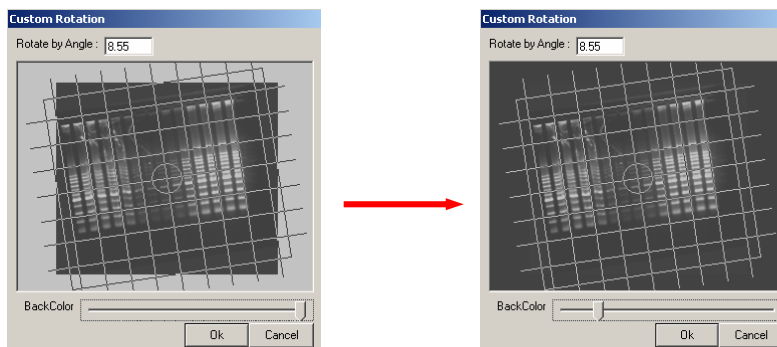 Custom Rotation
Rotate by Angle : 8.55
BackColor
Ok Cancel
Custom Rotation
Rotate by Angle : 8.55
BackColor
Ok Cancel